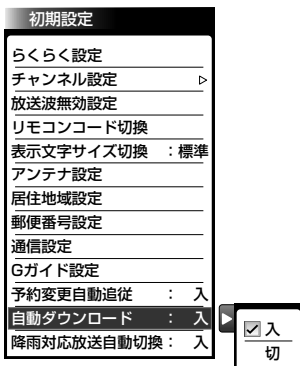 初期設定
らくらく設定
チャンネル設定
放送波無効設定
リモコンコード切換
表示文字サイズ切換 ：標準
アンテナ設定
居住地域設定
郵便番号設定
通信設定
Gガイド設定
予約変更自動追従 ： 入
自動ダウンロード ： 入
降雨対応放送自動切換： 入
入
切